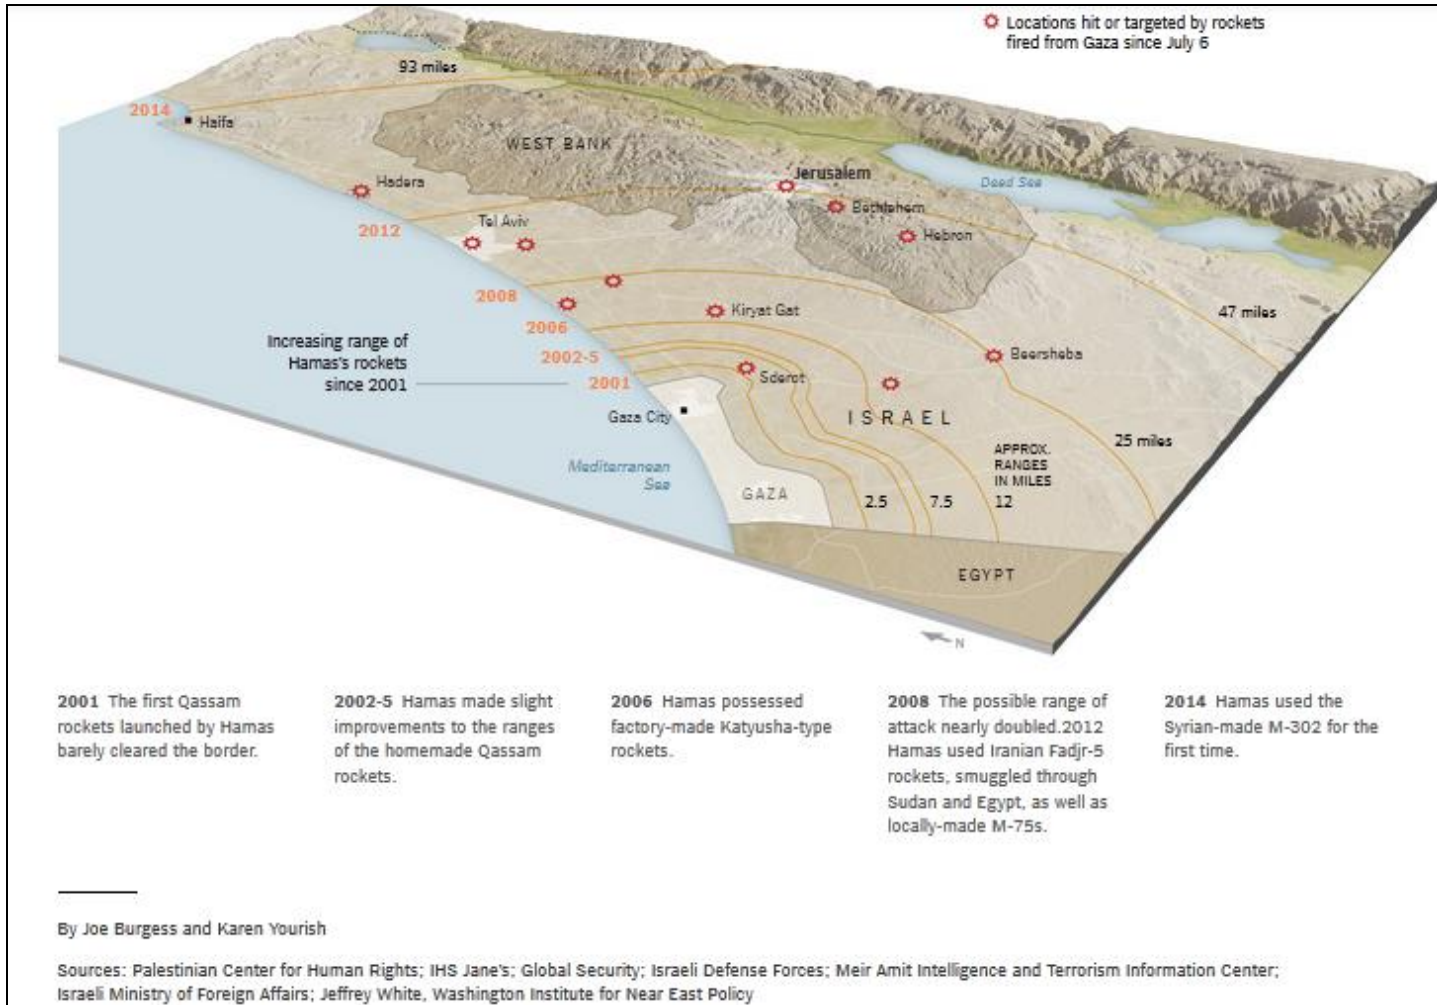 Locations hit or targeted by rockets
fired from Gaza since July 6
93 miles
2014
Haifa
WEST BANK
Jerusalem
Dead Sea
Hadera
Bethlehem
2012
Tel Aviv
Hebron
2008
47 miles
2006
Kiryat Gat
Increasing range of
Hamas's rockets
since 2001
2002-5
Beersheba
2001
Sderot
Gaza City
ISRAEL
25 miles
APPROX.
RANGES
IN MILES
Mediterranean
Sea
GAZA
2.5
7.5
12
EGYPT
N
2001 The first Qassam
rockets launched by Hamas
barely cleared the border.
2002-5 Hamas made slight
improvements to the ranges
of the homemade Qassam
rockets.
2006 Hamas possessed
factory-made Katyusha-type
rockets.
2008 The possible range of
attack nearly doubled.2012
Hamas used Iranian Fadjr-5
rockets, smuggled through
Sudan and Egypt, as well as
locally-made M-75s.
2014 Hamas used the
Syrian-made M-302 for the
first time.
By Joe Burgess and Karen Yourish
Sources: Palestinian Center for Human Rights; IHS Jane's; Global Security; Israeli Defense Forces; Meir Amit Intelligence and Terrorism Information Center;
Israeli Ministry of Foreign Affairs; Jeffrey White, Washington Institute for Near East Policy